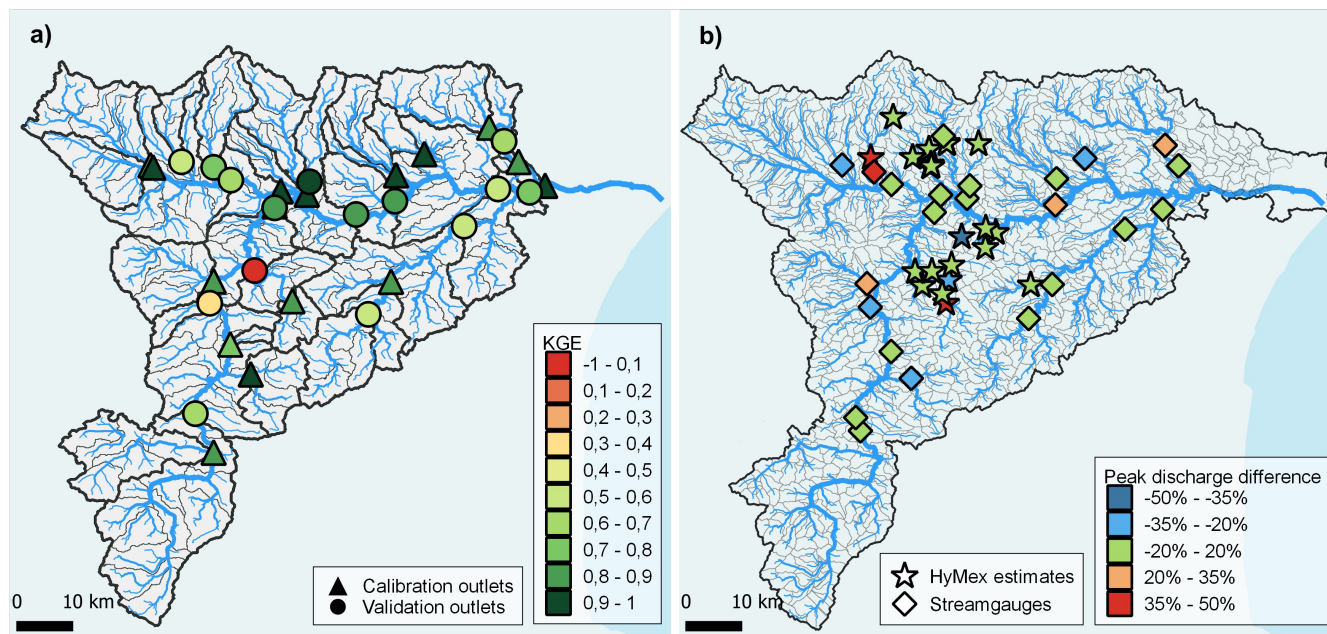 a)
KGE
-1 - 0,1
0,1 - 0,2
0,2 - 0,3
0,3 - 0,4
0,4 - 0,5
0,5 - 0,6
0,6 - 0,7
0,7 - 0,8
0,8 - 0,9
0,9 - 1
Calibration outlets
Validation outlets
0 10 km
b)
Peak discharge difference
-50% - -35%
-35% - -20%
-20% - 20%
20% - 35%
35% - 50%
HyMex estimates
Streamgauges
0 10 km